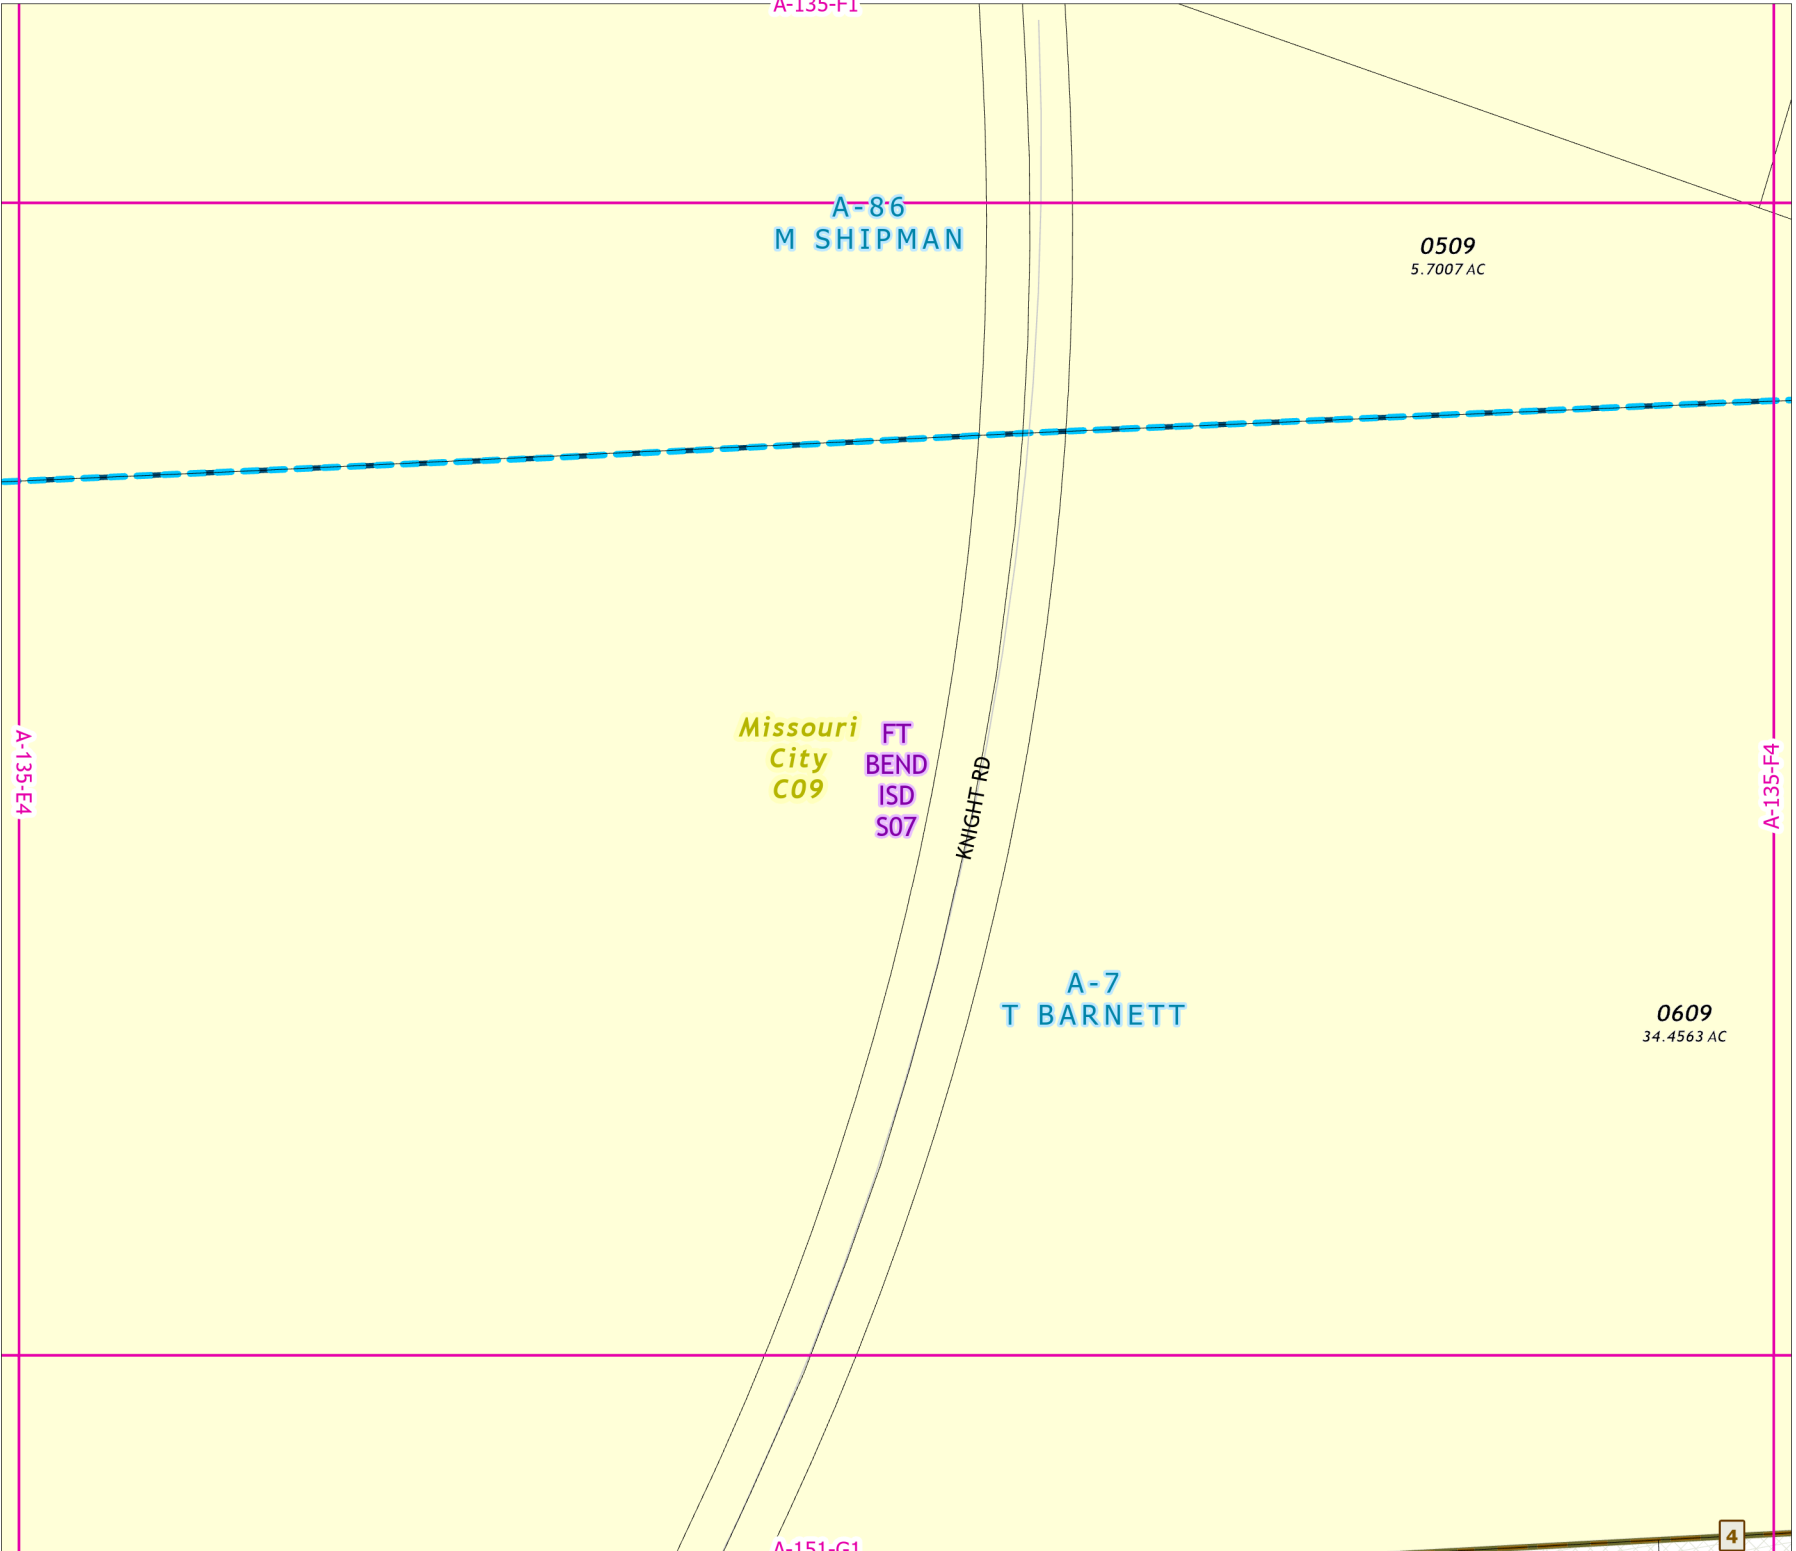 A-135-F1
A-86
M SHIPMAN
0509
5.7007 AC
Missouri
City
C09
FT
BEND
ISD
S07
KNIGHT RD
A-135-E4
A-135-F4
A-7
T BARNETT
0609
34.4563 AC
4
A-151-G1